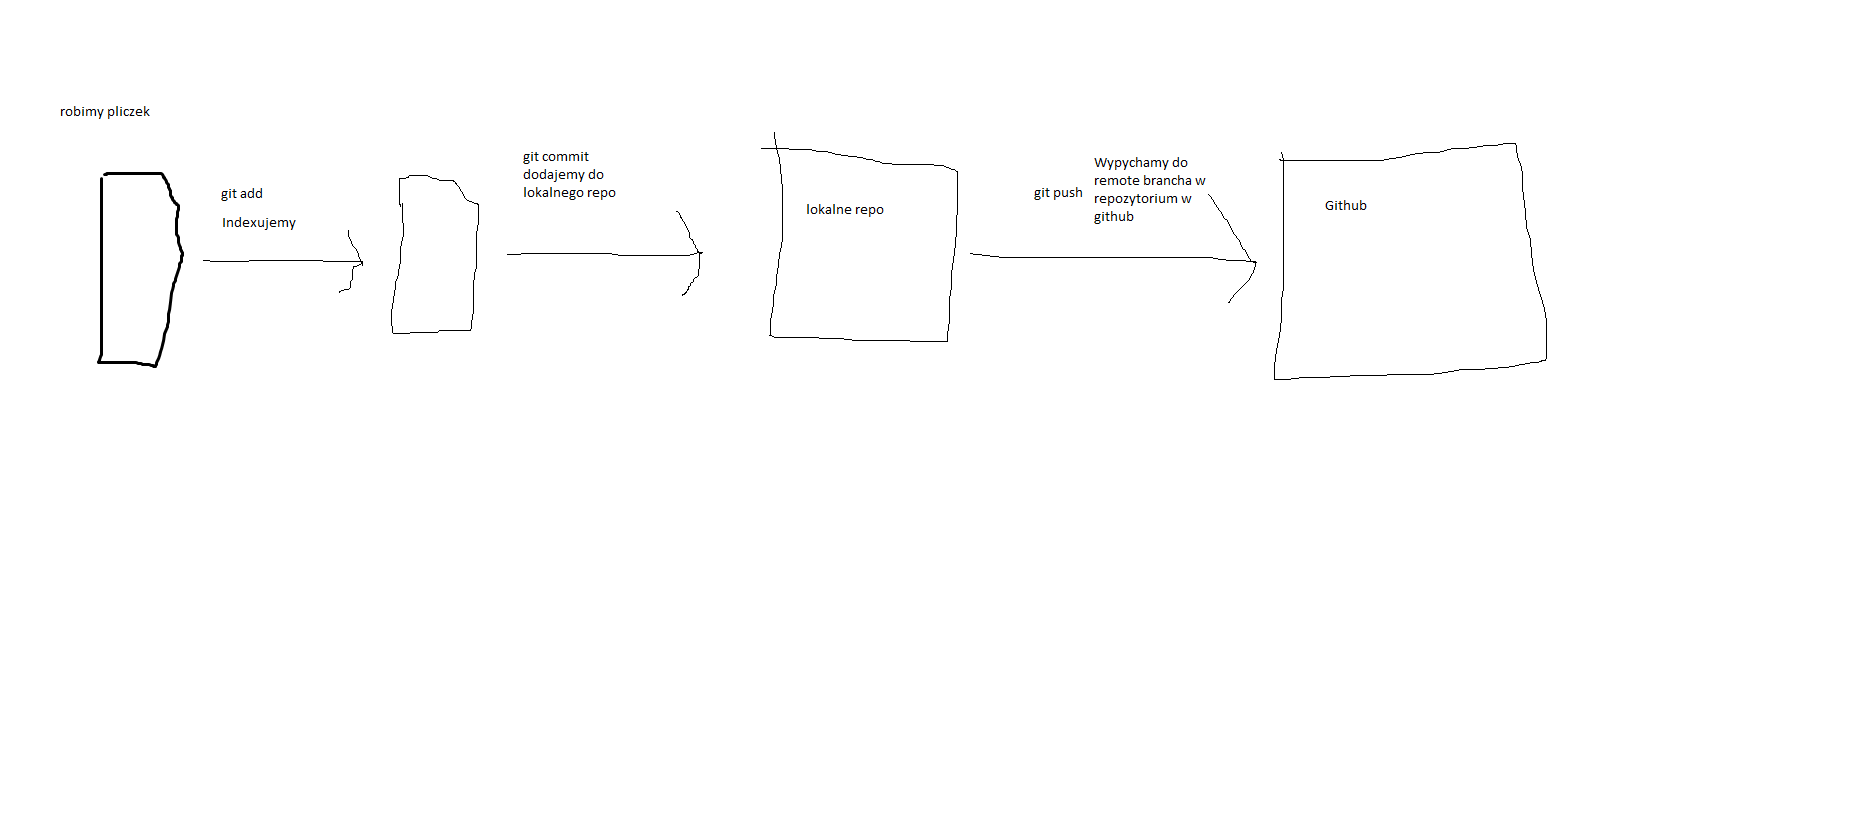 robimy pliczek
git add
Indexujemy
git commit
dodajemy do
lokalnego repo
lokalne repo
git push
Wypychamy do
remote brancha w
repozytorium w
github
Github